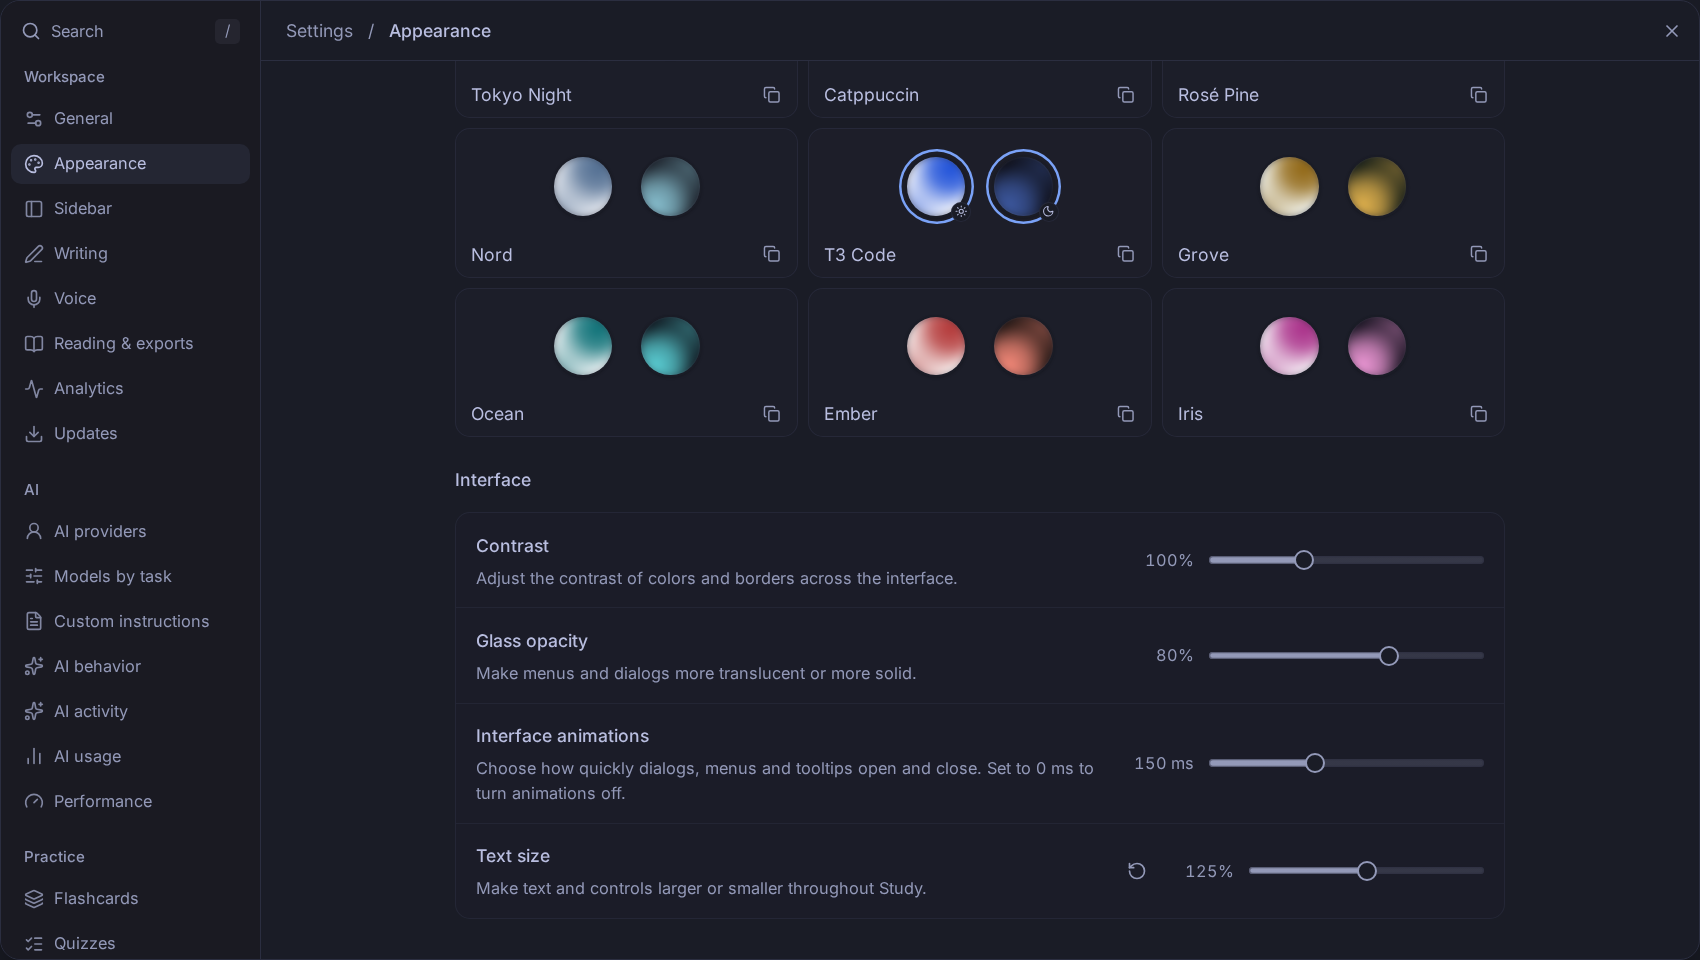 Search /
Settings / Appearance
Workspace
General
Appearance
Sidebar
Writing
Voice
Reading & exports
Analytics
Updates
AI
AI providers
Models by task
Custom instructions
AI behavior
AI activity
AI usage
Performance
Practice
Flashcards
Quizzes
Tokyo Night
Catppuccin
Rosé Pine
Nord
T3 Code
Grove
Ocean
Ember
Iris
Interface
Contrast
Adjust the contrast of colors and borders across the interface.
100%
Glass opacity
Make menus and dialogs more translucent or more solid.
80%
Interface animations
Choose how quickly dialogs, menus and tooltips open and close. Set to 0 ms to
turn animations off.
150 ms
Text size
Make text and controls larger or smaller throughout Study.
125%